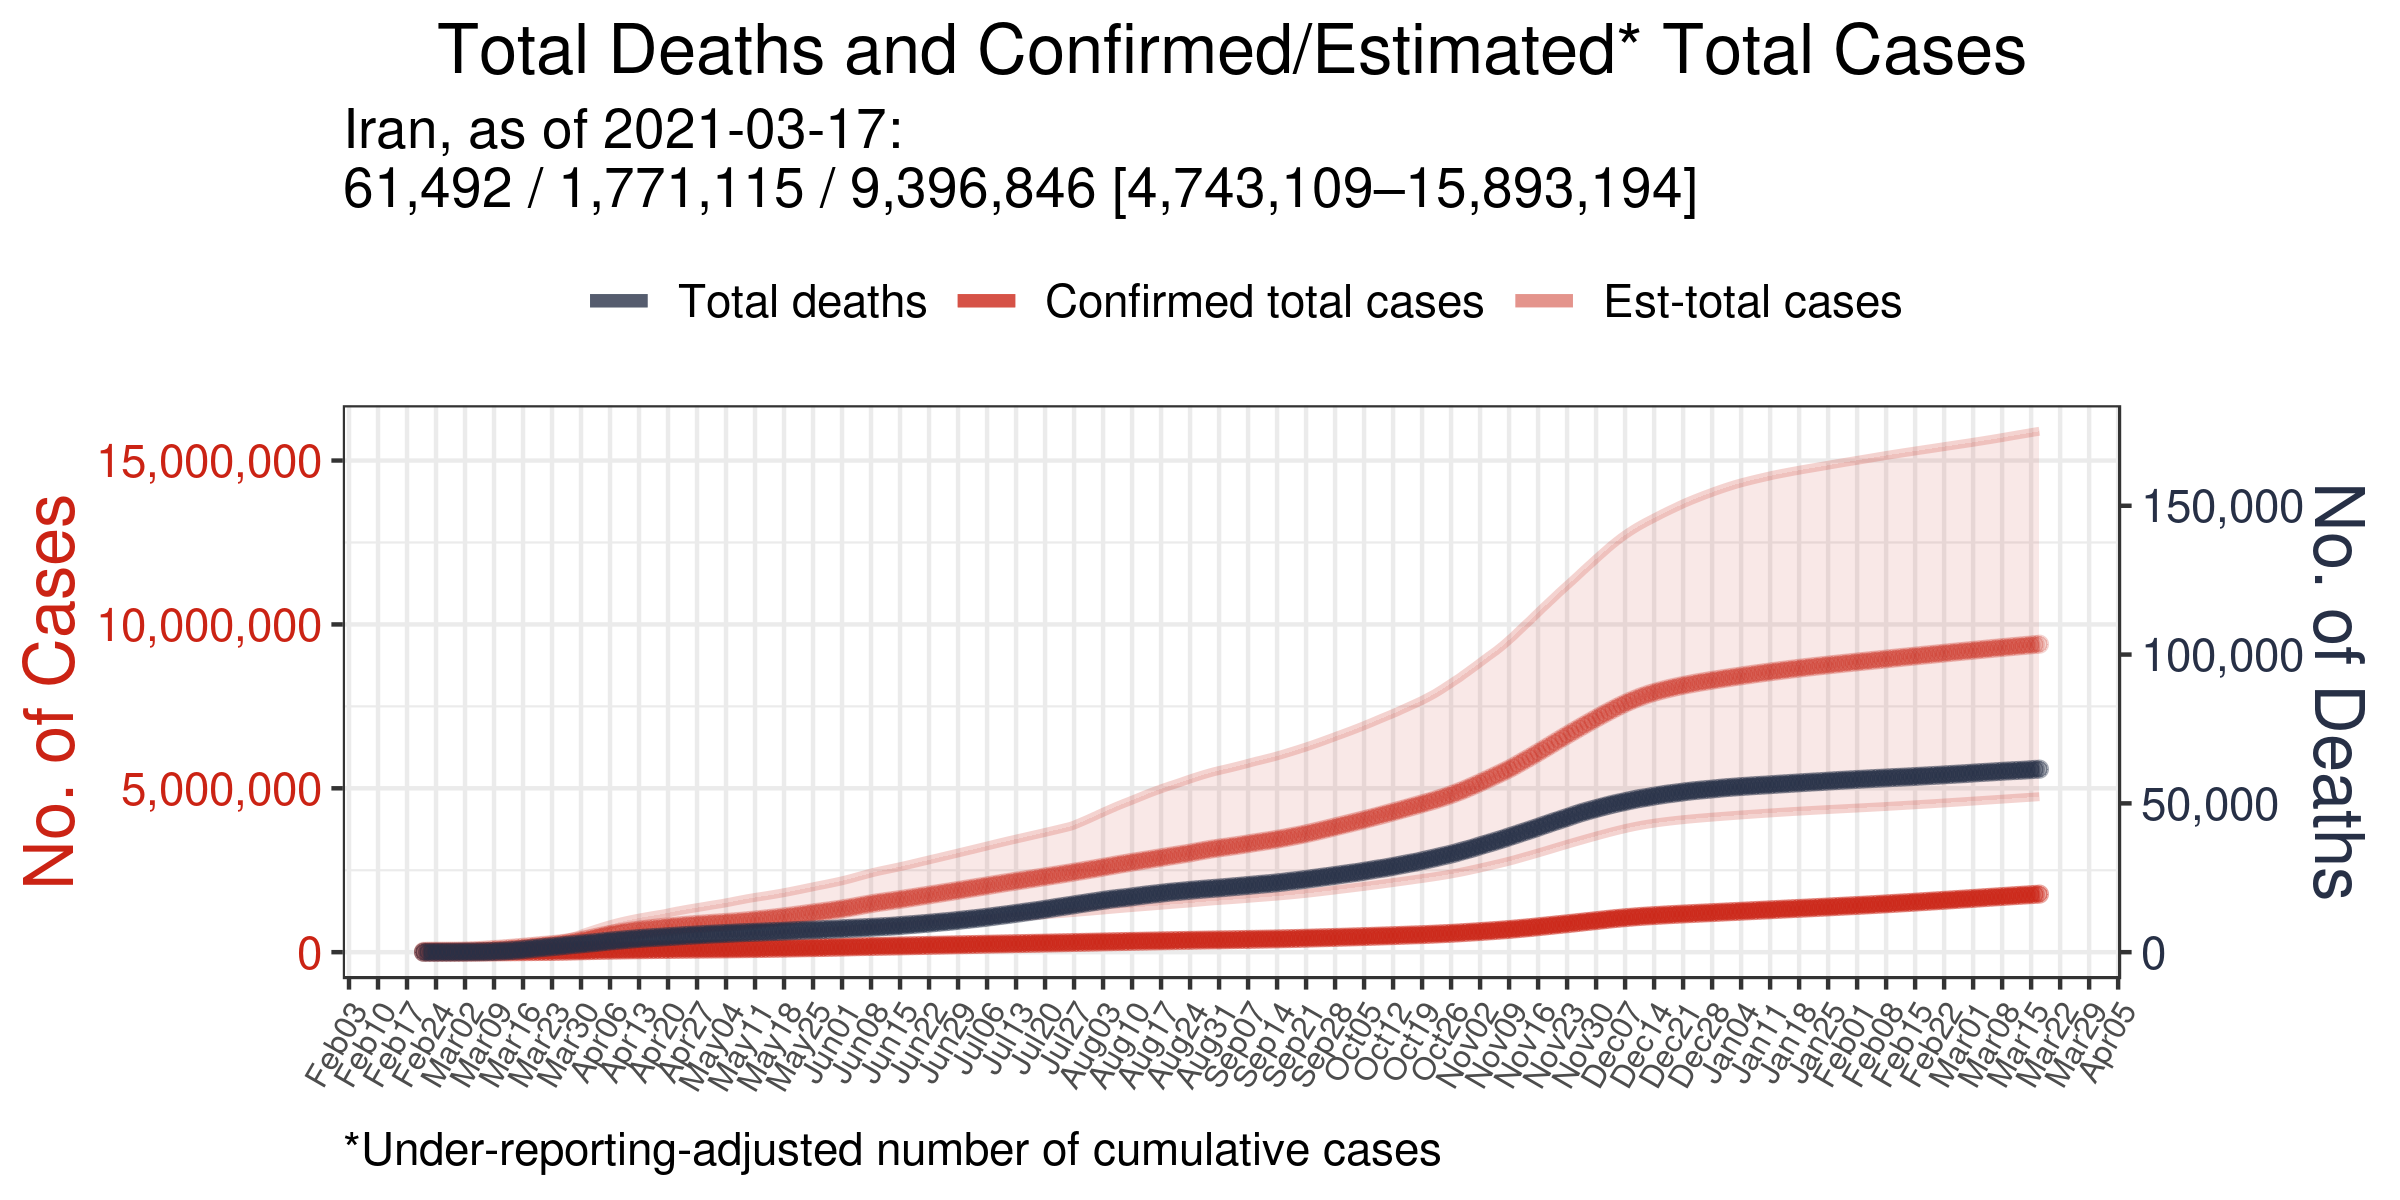 Total Deaths and Confirmed/Estimated* Total Cases
Iran, as of 2021-03-17:
61,492 / 1,771,115 / 9,396,846 [4,743,109–15,893,194]
Total deaths
Confirmed total cases
Est-total cases
No. of Cases
15,000,000
10,000,000
5,000,000
0
150,000
100,000
50,000
0
No. of Deaths
Feb03
Feb10
Feb17
Feb24
Mar02
Mar09
Mar16
Mar23
Mar30
Apr06
Apr13
Apr20
Apr27
May04
May11
May18
May25
Jun01
Jun08
Jun15
Jun22
Jun29
Jul06
Jul13
Jul20
Jul27
Aug03
Aug10
Aug17
Aug24
Aug31
Sep07
Sep14
Sep21
Sep28
Oct05
Oct12
Oct19
Oct26
Nov02
Nov09
Nov16
Nov23
Nov30
Dec07
Dec14
Dec21
Dec28
Jan04
Jan11
Jan18
Jan25
Feb01
Feb08
Feb15
Feb22
Mar01
Mar08
Mar15
Mar22
Mar29
Apr05
*Under-reporting-adjusted number of cumulative cases